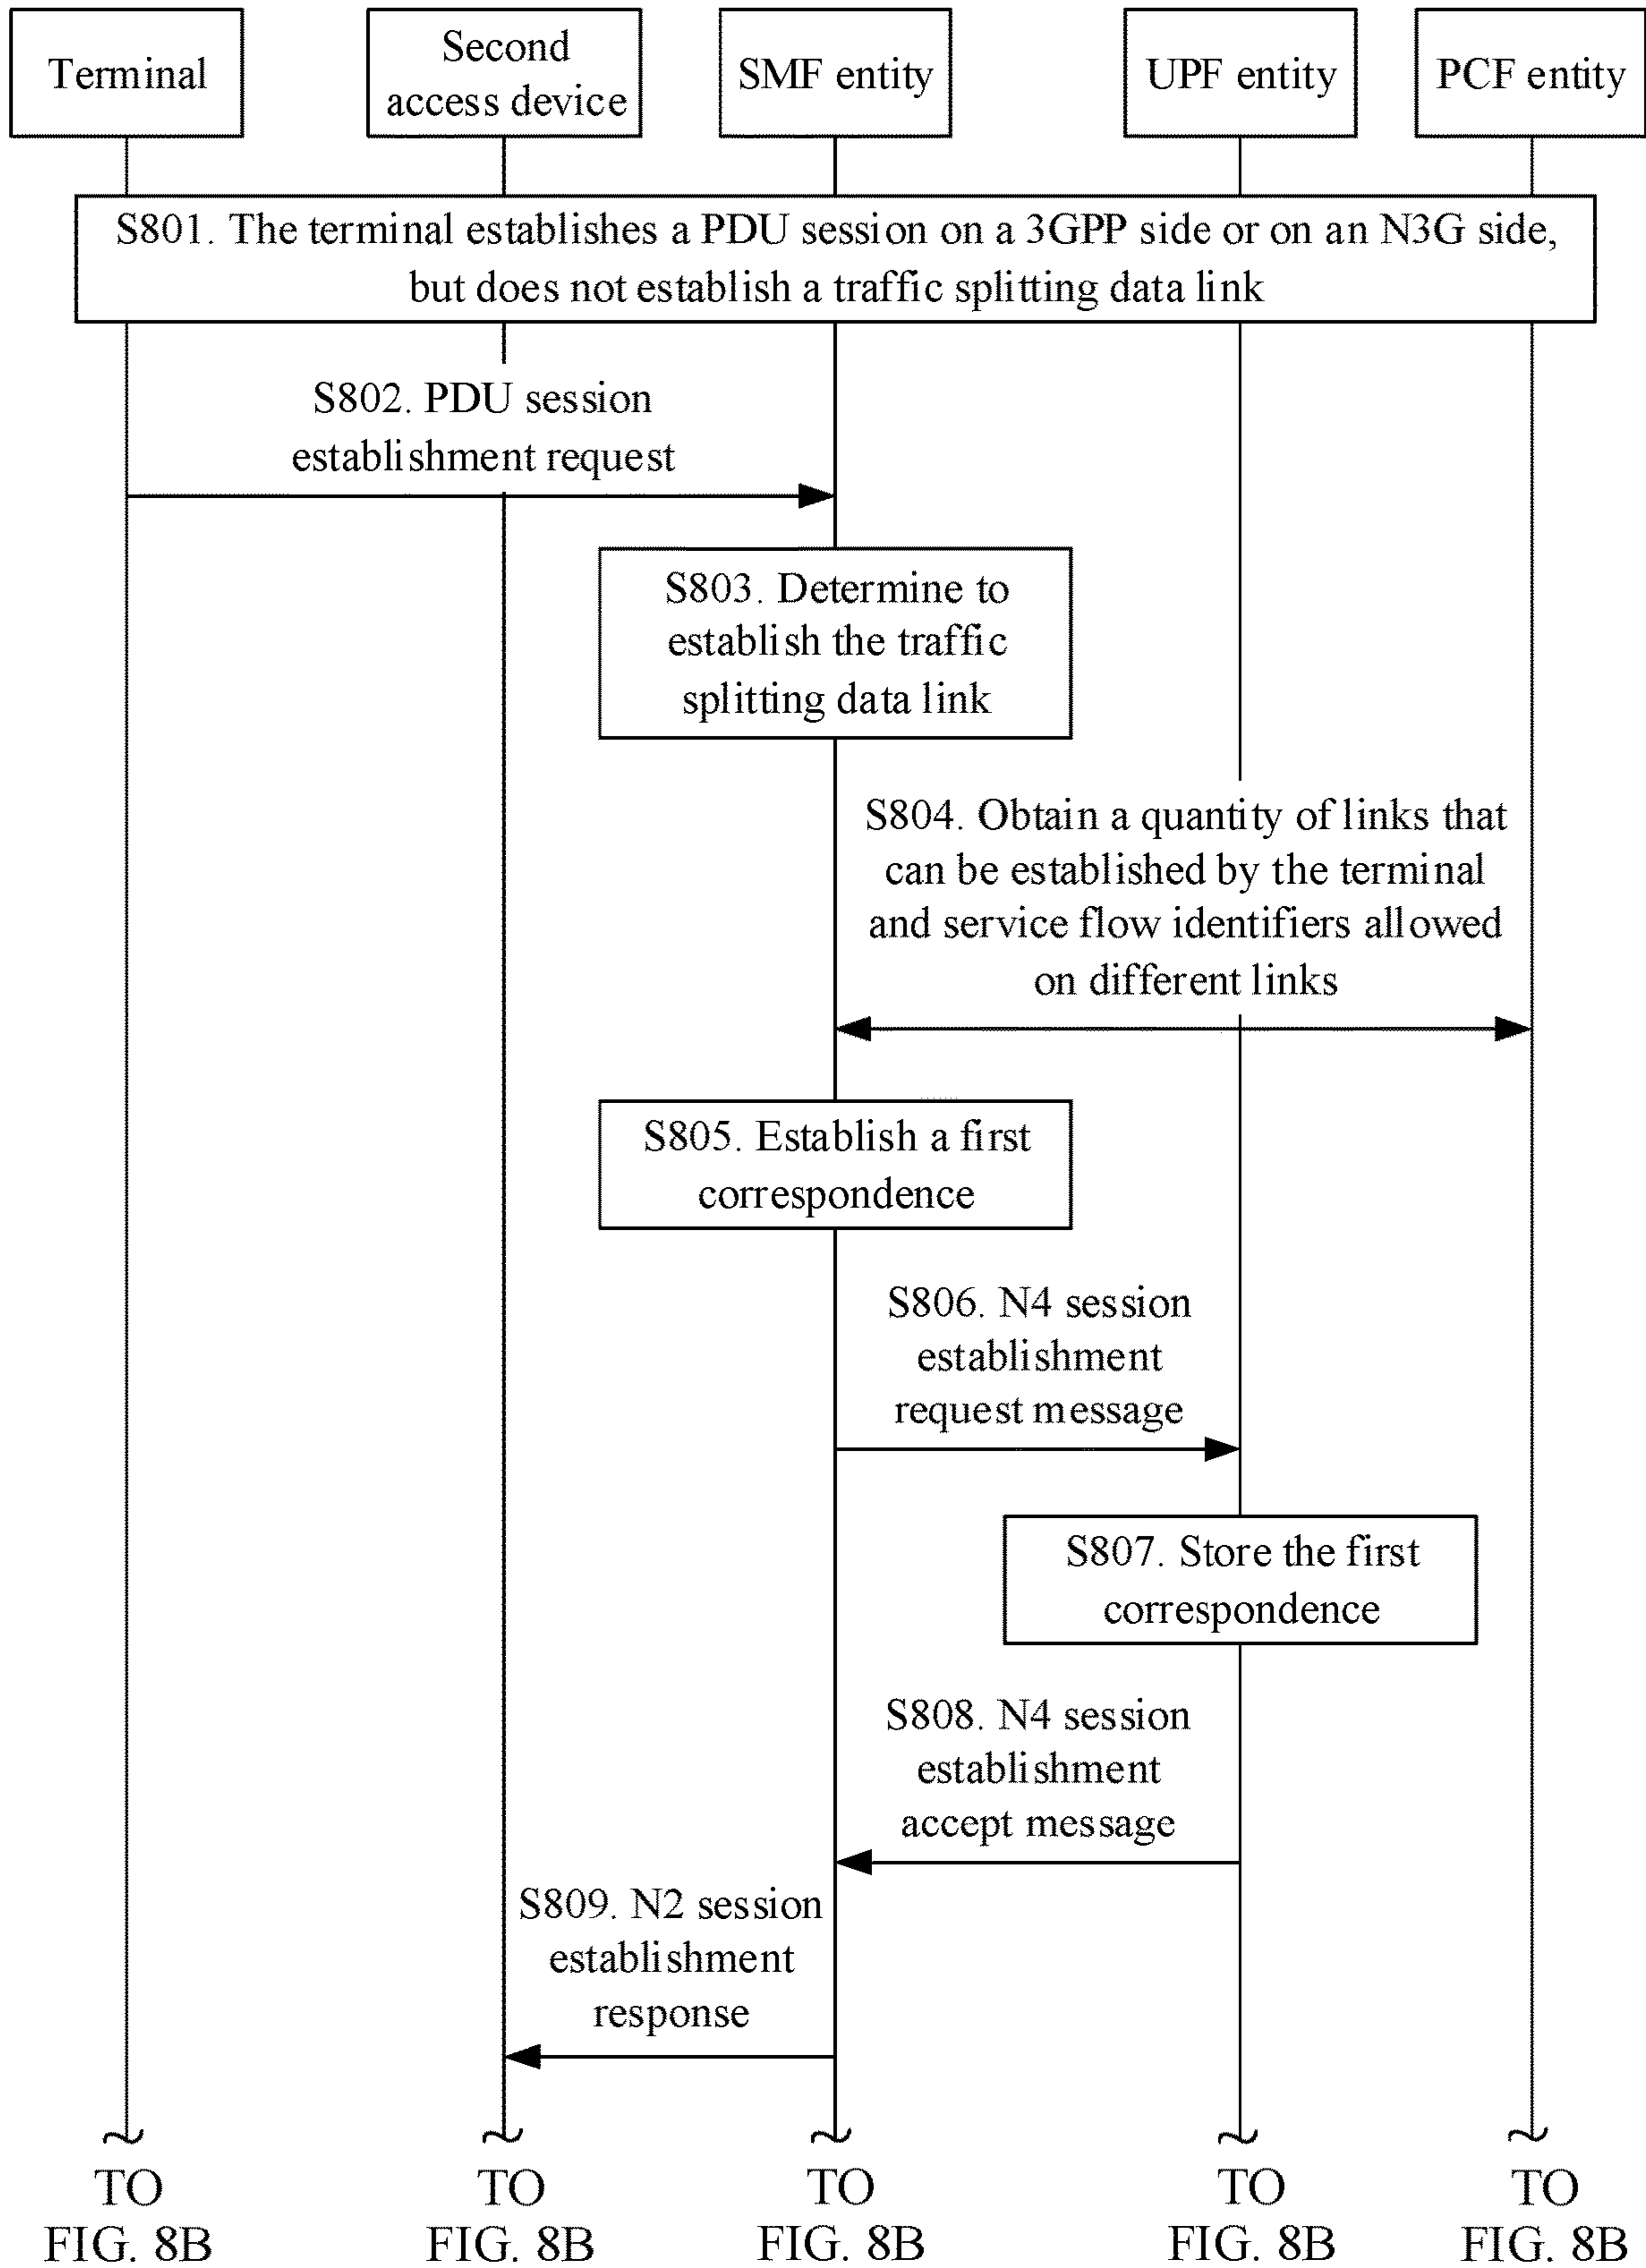 Terminal
Second
access device
SMF entity
UPF entity
PCF entity
S801. The terminal establishes a PDU session on a 3GPP side or on an N3G side,
but does not establish a traffic splitting data link
S802. PDU session
establishment request
S803. Determine to
establish the traffic
splitting data link
S804. Obtain a quantity of links that
can be established by the terminal
and service flow identifiers allowed
on different links
S805. Establish a first
correspondence
S806. N4 session
establishment
request message
S807. Store the first
correspondence
S808. N4 session
establishment
accept message
S809. N2 session
establishment
response
TO
FIG. 8B
TO
FIG. 8B
TO
FIG. 8B
TO
FIG. 8B
TO
FIG. 8B